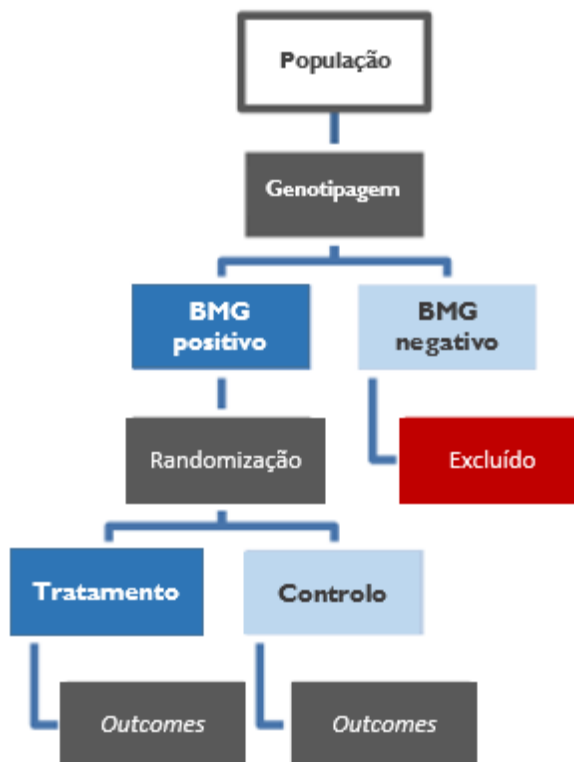 População
Genotipagem
BMG
positivo
BMG
negativo
Randomização
Excluído
Tratamento
Controlo
Outcomes
Outcomes